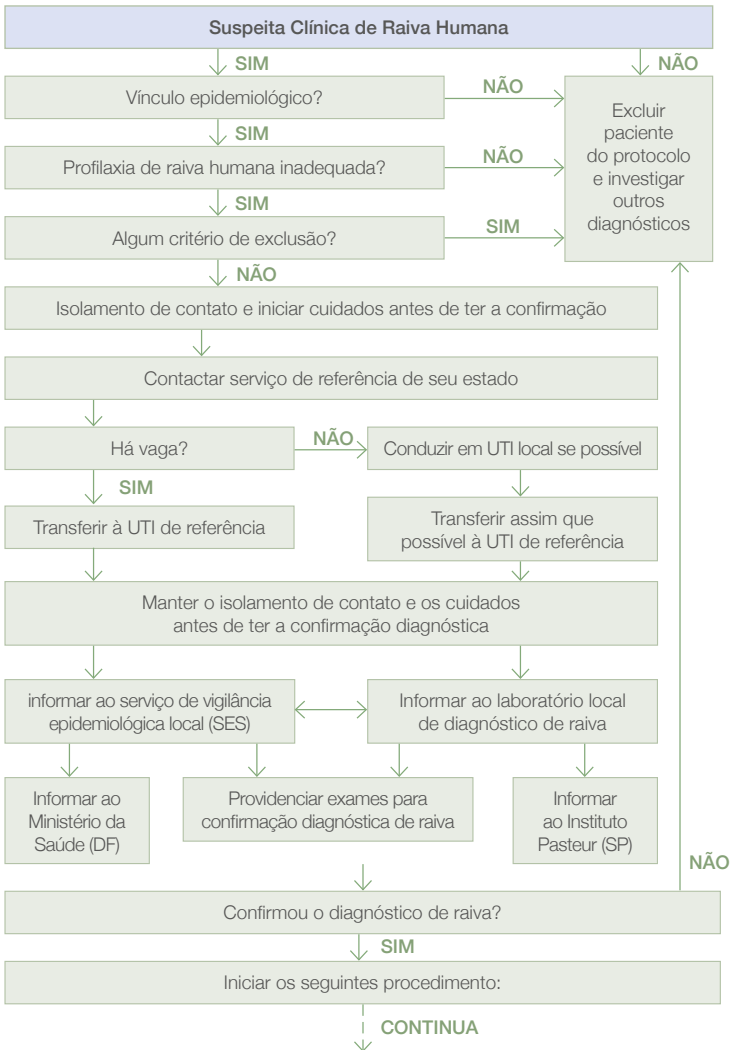 Suspeita Clínica de Raiva Humana
SIM
NÃO
Vínculo epidemiológico?
NÃO
Excluir
paciente
do protocolo
e investigar
outros
diagnósticos
SIM
Profilaxia de raiva humana inadequada?
NÃO
SIM
Algum critério de exclusão?
SIM
NÃO
Isolamento de contato e iniciar cuidados antes de ter a confirmação
Contactar serviço de referência de seu estado
Há vaga?
NÃO
Conduzir em UTI local se possível
SIM
Transferir à UTI de referência
Transferir assim que
possível à UTI de referência
Manter o isolamento de contato e os cuidados
antes de ter a confirmação diagnóstica
informar ao serviço de vigilância
epidemiológica local (SES)
Informar ao laboratório local
de diagnóstico de raiva
Informar ao
Ministério da
Saúde (DF)
Providenciar exames para
confirmação diagnóstica de raiva
Informar
ao Instituto
Pasteur (SP)
NÃO
Confirmou o diagnóstico de raiva?
SIM
Iniciar os seguintes procedimento:
CONTINUA